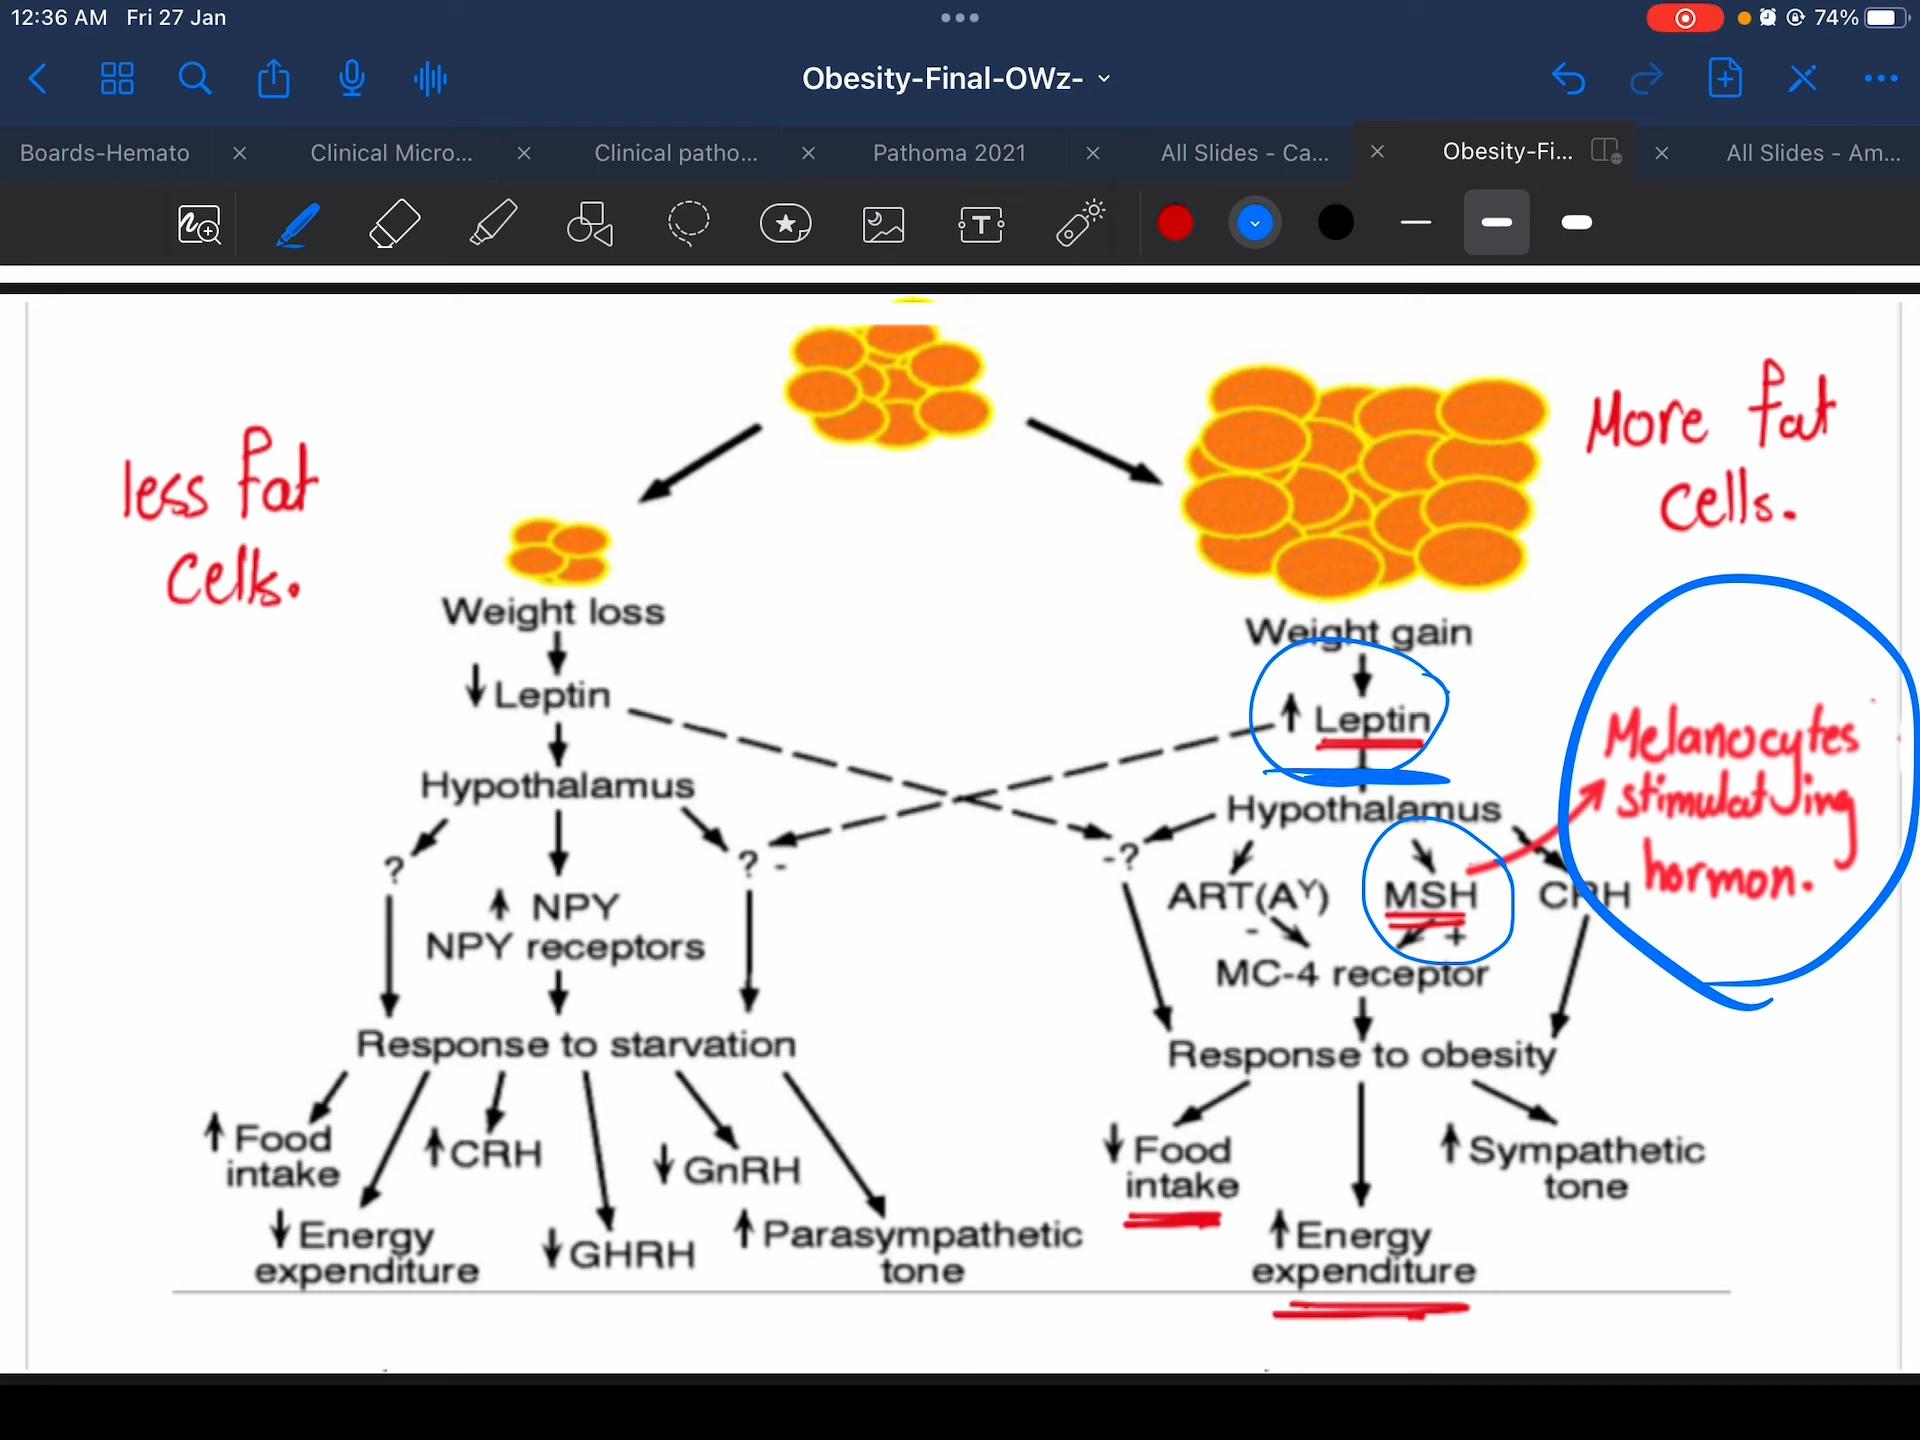 12:36 AM Fri 27 Jan
74%
Obesity-Final-OWz-
Boards-Hemato
Clinical Micro...
Clinical patho...
Pathoma 2021
All Slides - Ca...
Obesity-Fi...
All Slides - Am...
T
less fat
cells.
More fat
cells.
Weight loss
↓ Leptin
Hypothalamus
?
? -
↑ NPY
NPY receptors
Response to starvation
↑ Food
intake
↓ Energy
expenditure
↑ CRH
↓ GHRH
↓ GnRH
↑ Parasympathetic
tone
Weight gain
↑ Leptin
Hypothalamus
-?
ART(Aʸ)
MSH
CRH
-
+
MC-4 receptor
Response to obesity
↓ Food
intake
↑ Energy
expenditure
↑ Sympathetic
tone
Melanocytes
stimulating
hormon.